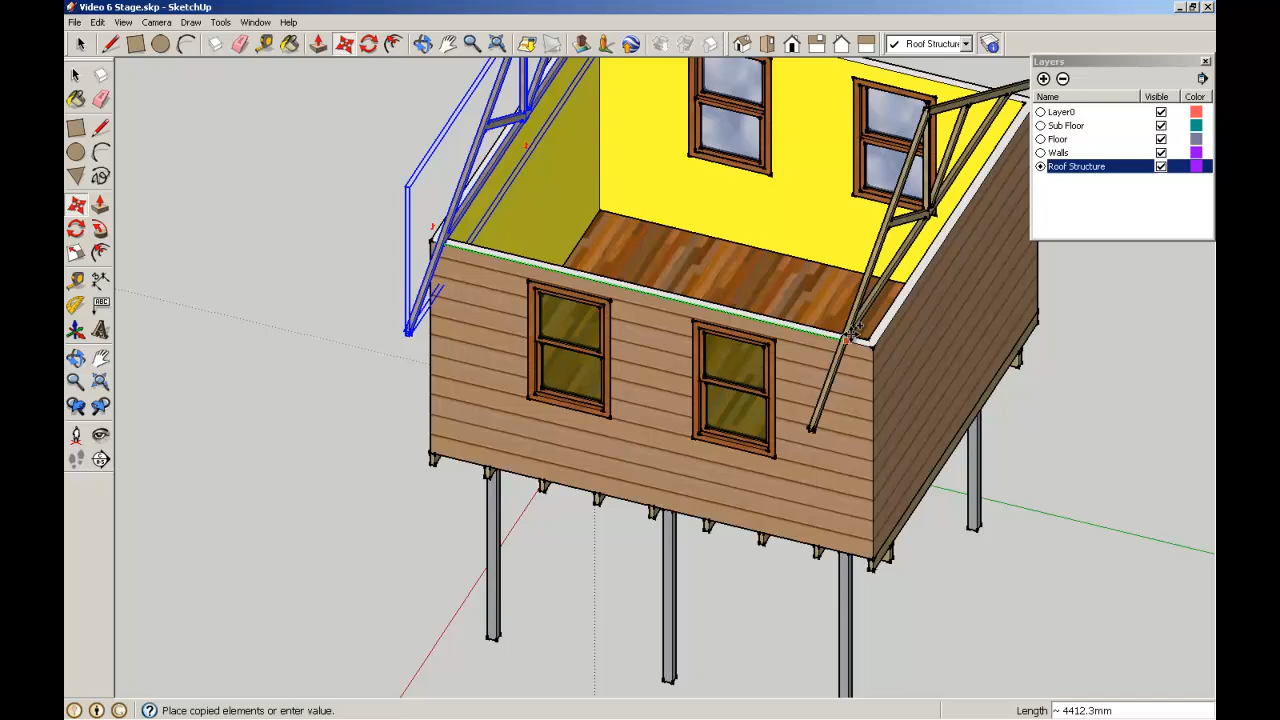 Video 6 Stage.skp - SketchUp
File Edit View Camera Draw Tools Window Help
Roof Structure
Layers
Name Visible Color
Layer0
Sub Floor
Floor
Walls
Roof Structure
ABC
Place copied elements or enter value.
Length ~ 4412.3mm